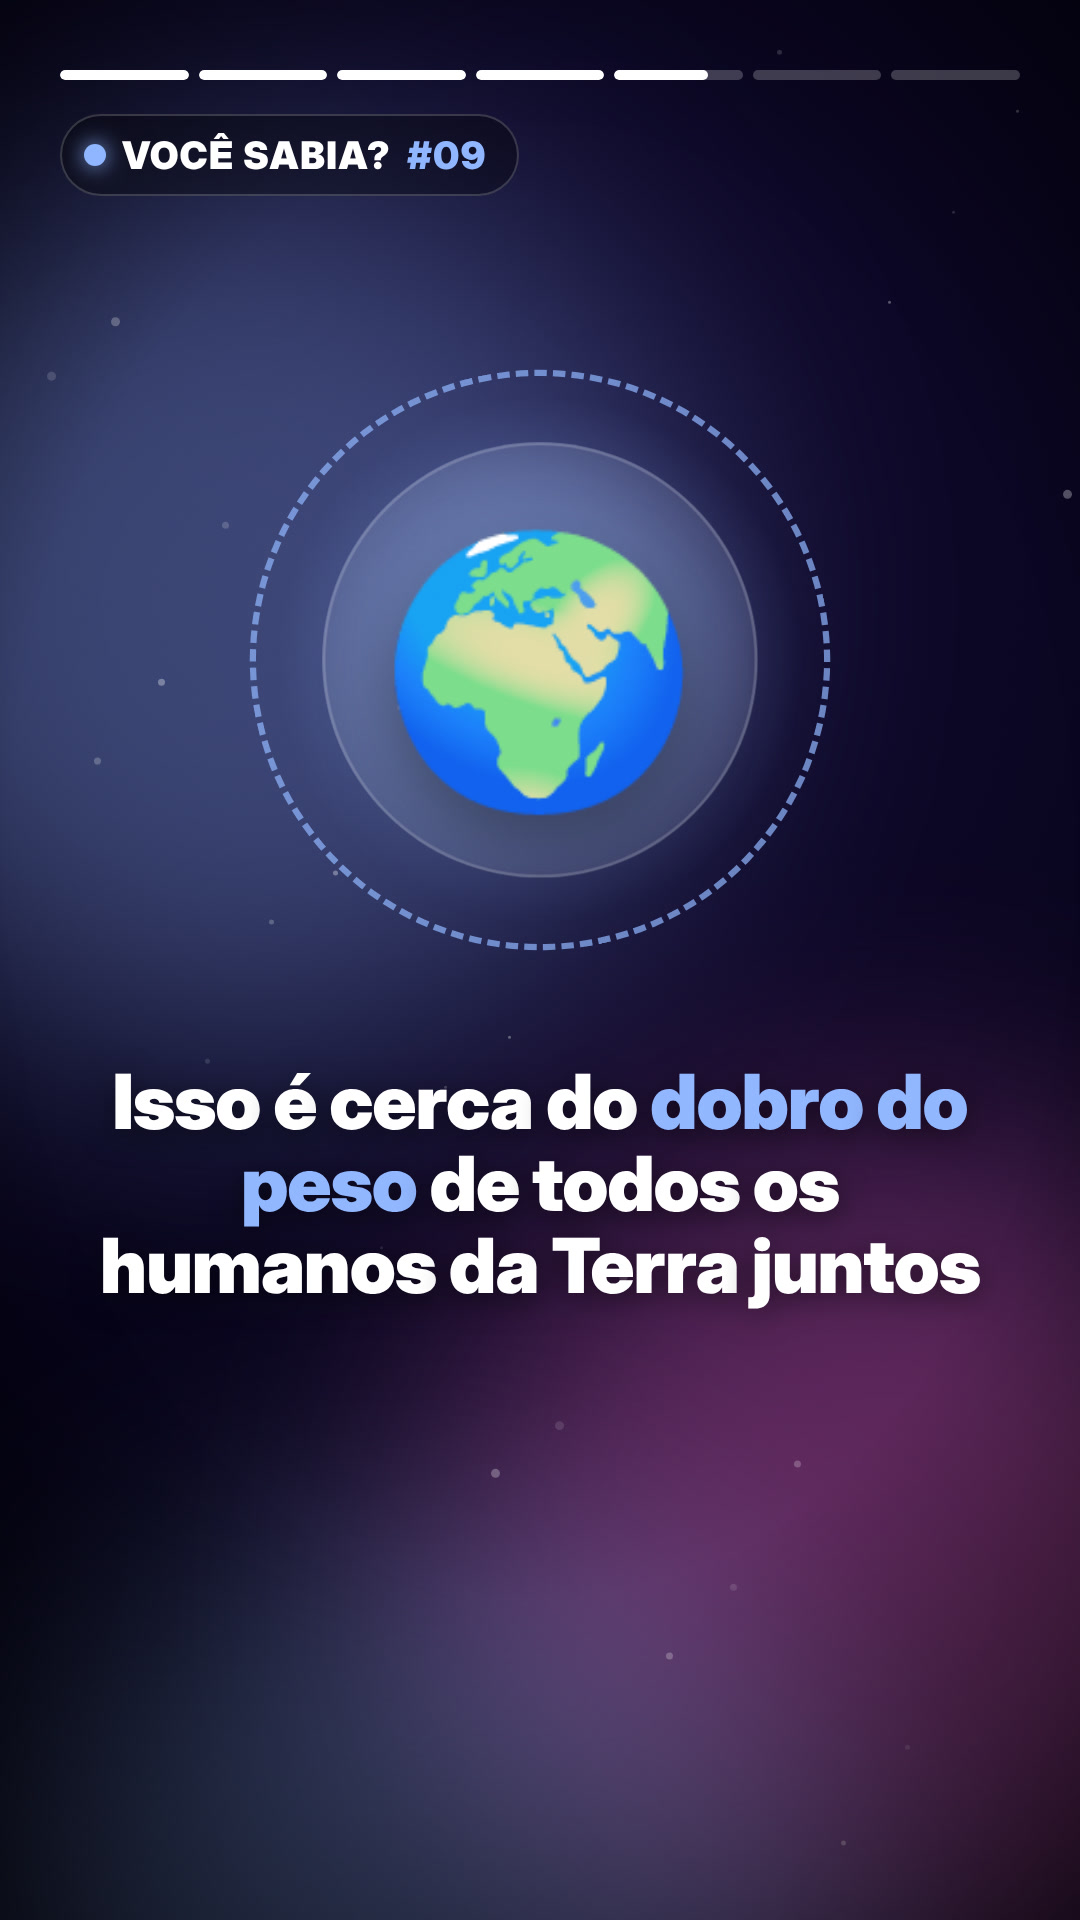 VOCÊ SABIA? #09
Isso é cerca do dobro do
peso de todos os
humanos da Terra juntos